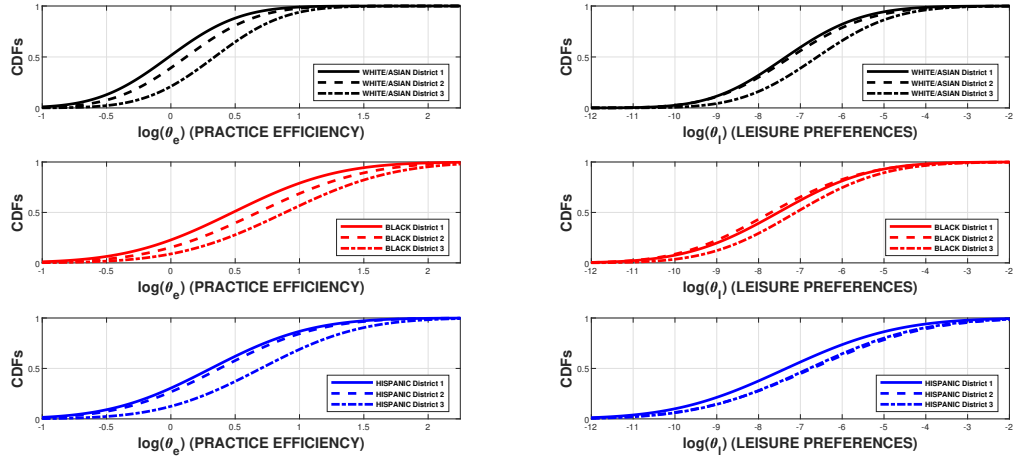 CDFs
1
0.5
0
WHITE/ASIAN District 1
WHITE/ASIAN District 2
WHITE/ASIAN District 3
-1 -0.5 0 0.5 1 1.5 2
log(θe) (PRACTICE EFFICIENCY)
CDFs
1
0.5
0
WHITE/ASIAN District 1
WHITE/ASIAN District 2
WHITE/ASIAN District 3
-12 -11 -10 -9 -8 -7 -6 -5 -4 -3 -2
log(θl) (LEISURE PREFERENCES)
CDFs
1
0.5
0
BLACK District 1
BLACK District 2
BLACK District 3
-1 -0.5 0 0.5 1 1.5 2
log(θe) (PRACTICE EFFICIENCY)
CDFs
1
0.5
0
BLACK District 1
BLACK District 2
BLACK District 3
-12 -11 -10 -9 -8 -7 -6 -5 -4 -3 -2
log(θl) (LEISURE PREFERENCES)
CDFs
1
0.5
0
HISPANIC District 1
HISPANIC District 2
HISPANIC District 3
-1 -0.5 0 0.5 1 1.5 2
log(θe) (PRACTICE EFFICIENCY)
CDFs
1
0.5
0
HISPANIC District 1
HISPANIC District 2
HISPANIC District 3
-12 -11 -10 -9 -8 -7 -6 -5 -4 -3 -2
log(θl) (LEISURE PREFERENCES)